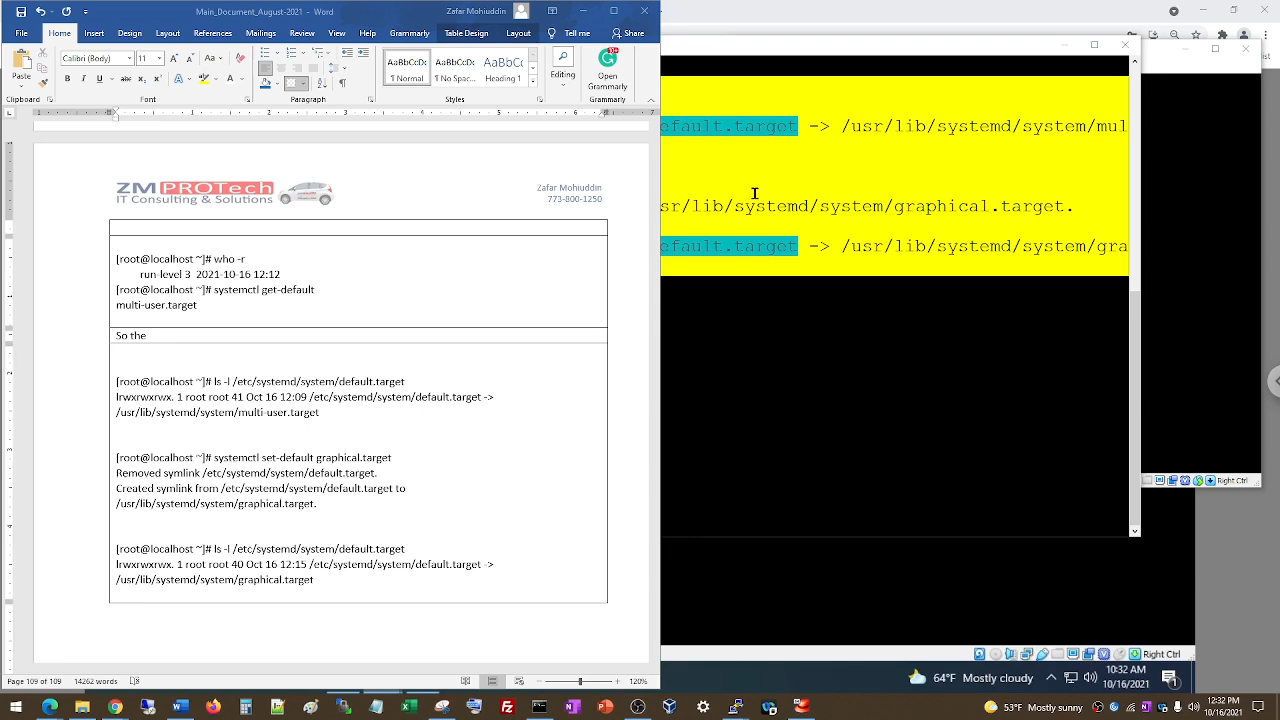 Main_Document_August-2021 - Word
Zafar Mohiuddin
File Home Insert Draw Design Layout References Mailings Review View Grammarly Table Design Layout Tell me Share
Calibri (Body) 11
Paste
AaBbCcDc AaBbCcDc AaBbCc
¶ Normal ¶ No Spac... Heading 1
Editing
Open Grammarly
Clipboard Font Paragraph Styles Grammarly
ZM PROTech
IT Consulting & Solutions
Zafar Mohiuddin
773-800-1250
[root@localhost ~]# who -r
run-level 3 2021-10-16 12:12
[root@localhost ~]# systemctl get-default
multi-user.target
So the
[root@localhost ~]# ls -l /etc/systemd/system/default.target
lrwxrwxrwx. 1 root root 41 Oct 16 12:09 /etc/systemd/system/default.target ->
/usr/lib/systemd/system/multi-user.target
[root@localhost ~]# systemctl set-default graphical.target
Removed symlink /etc/systemd/system/default.target.
Created symlink from /etc/systemd/system/default.target to
/usr/lib/systemd/system/graphical.target.
[root@localhost ~]# ls -l /etc/systemd/system/default.target
lrwxrwxrwx. 1 root root 40 Oct 16 12:15 /etc/systemd/system/default.target ->
/usr/lib/systemd/system/graphical.target
Page 109 of 109 14262 words
120%
efault.target -> /usr/lib/systemd/system/mul
sr/lib/systemd/system/graphical.target.
efault.target -> /usr/lib/systemd/system/gra
Right Ctrl
Right Ctrl
64°F Mostly cloudy
10:32 AM
10/16/2021
53°F Sunny
12:32 PM
10/16/2021